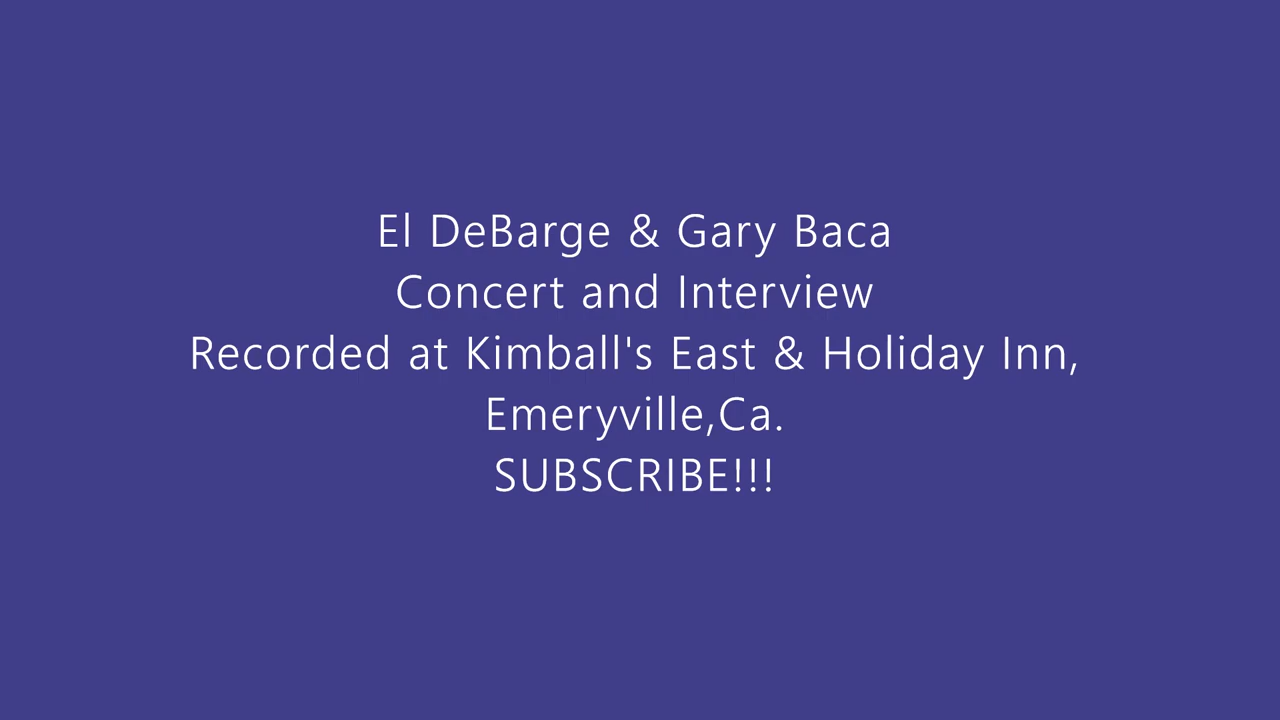 El DeBarge & Gary Baca
Concert and Interview
Recorded at Kimball's East & Holiday Inn,
Emeryville,Ca.
SUBSCRIBE!!!